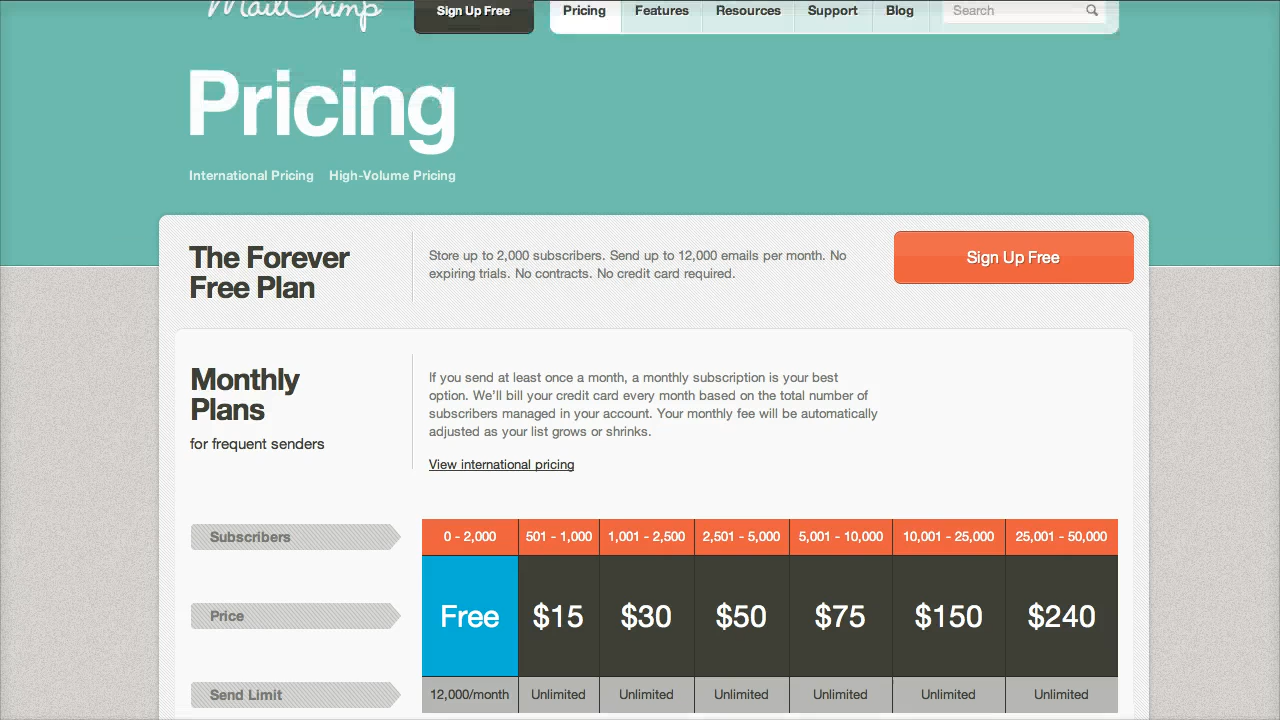 MailChimp
Sign Up Free
Pricing Features Resources Support Blog
Search
Pricing
International Pricing High-Volume Pricing
The Forever
Free Plan
Store up to 2,000 subscribers. Send up to 12,000 emails per month. No
expiring trials. No contracts. No credit card required.
Sign Up Free
Monthly
Plans
for frequent senders
If you send at least once a month, a monthly subscription is your best
option. We'll bill your credit card every month based on the total number of
subscribers managed in your account. Your monthly fee will be automatically
adjusted as your list grows or shrinks.
View international pricing
Subscribers 0 - 2,000 501 - 1,000 1,001 - 2,500 2,501 - 5,000 5,001 - 10,000 10,001 - 25,000 25,001 - 50,000
Price Free $15 $30 $50 $75 $150 $240
Send Limit 12,000/month Unlimited Unlimited Unlimited Unlimited Unlimited Unlimited